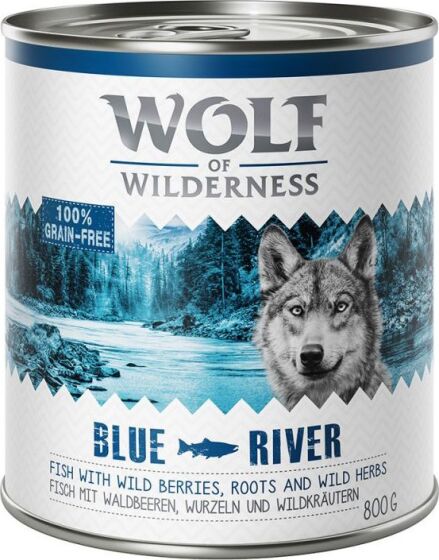 WOLF
OF
WILDERNESS
100%
GRAIN-FREE
BLUE RIVER
FISH WITH WILD BERRIES, ROOTS AND WILD HERBS
FISCH MIT WALDBEEREN, WURZELN UND WILDKRÄUTERN
800G